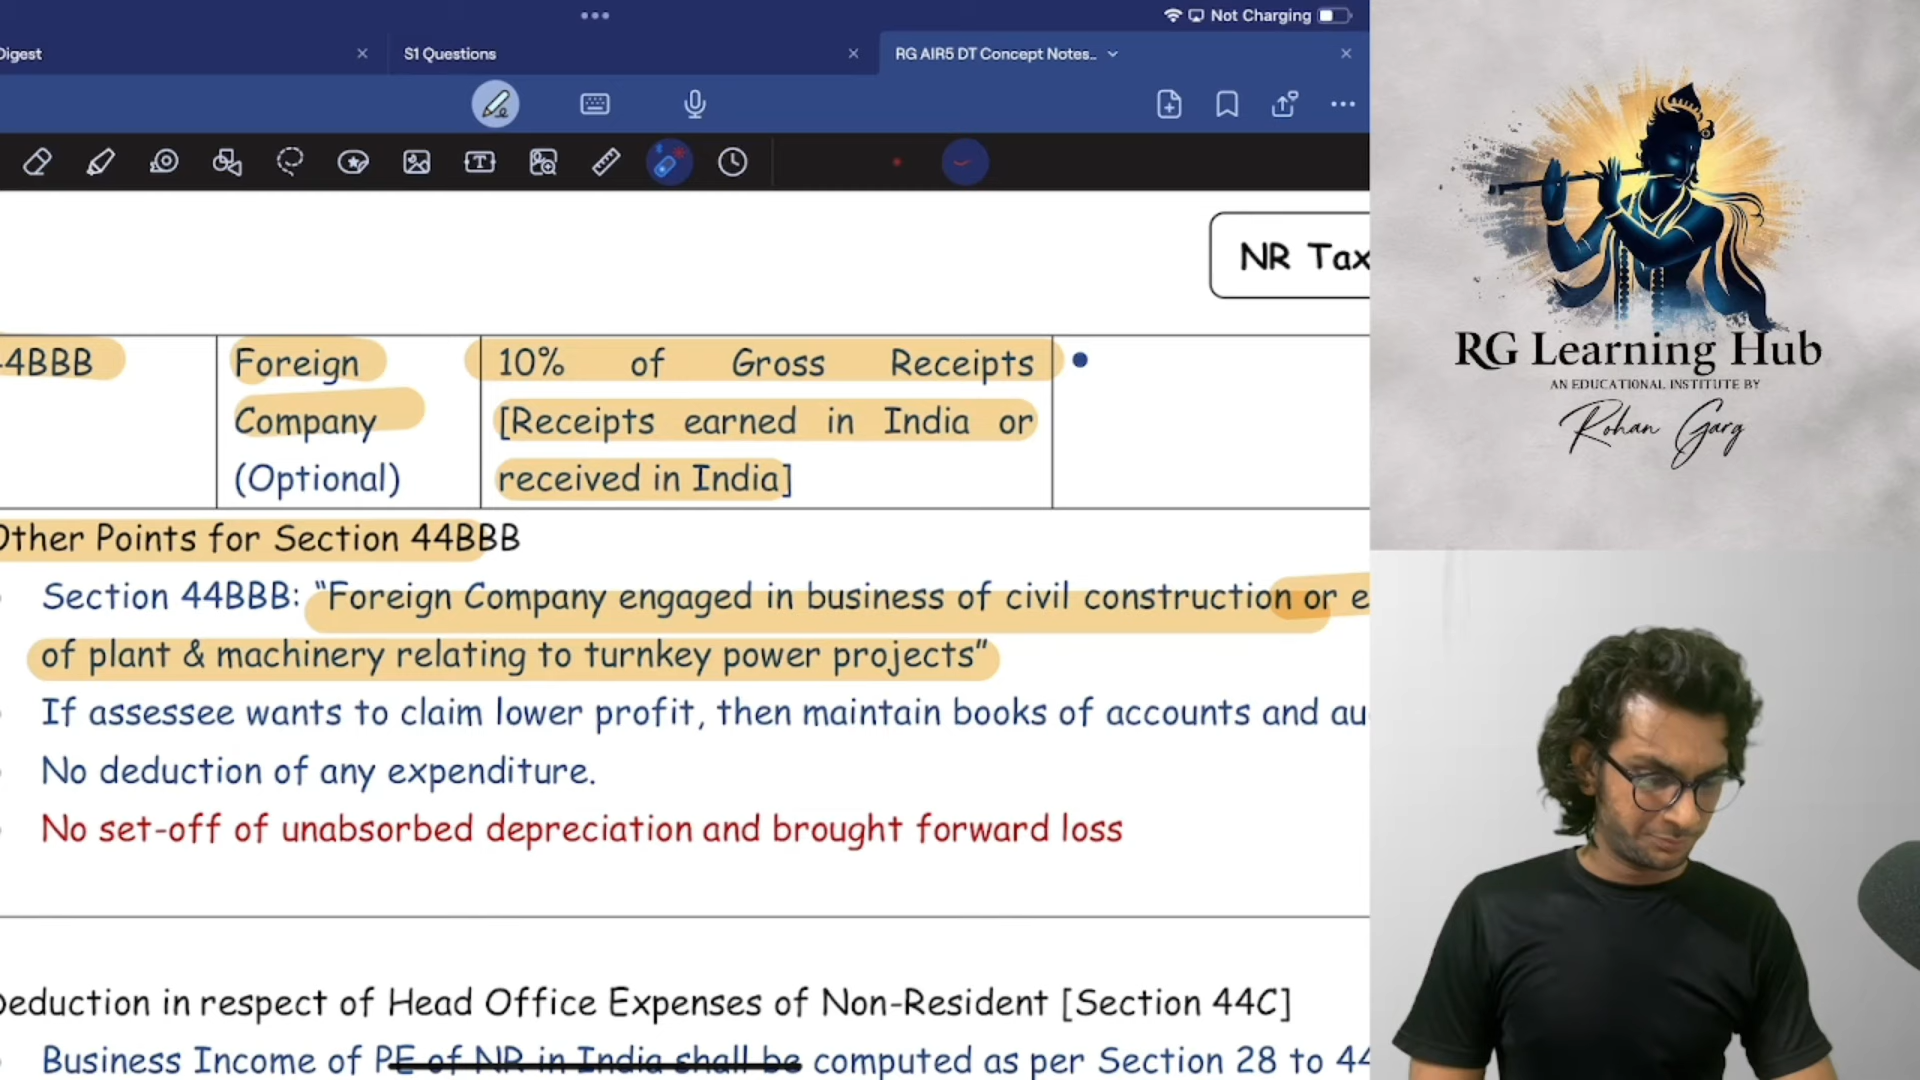 Not Charging
Digest
S1 Questions
RG AIR5 DT Concept Notes..
NR Tax
44BBB
Foreign Company (Optional)
10% of Gross Receipts
[Receipts earned in India or
received in India]
Other Points for Section 44BBB
Section 44BBB: “Foreign Company engaged in business of civil construction or e
of plant & machinery relating to turnkey power projects”
If assessee wants to claim lower profit, then maintain books of accounts and au
No deduction of any expenditure.
No set-off of unabsorbed depreciation and brought forward loss
Deduction in respect of Head Office Expenses of Non-Resident [Section 44C]
Business Income of PE of NR in India shall be computed as per Section 28 to 44
RG Learning Hub
AN EDUCATIONAL INSTITUTE BY
Rohan Garg